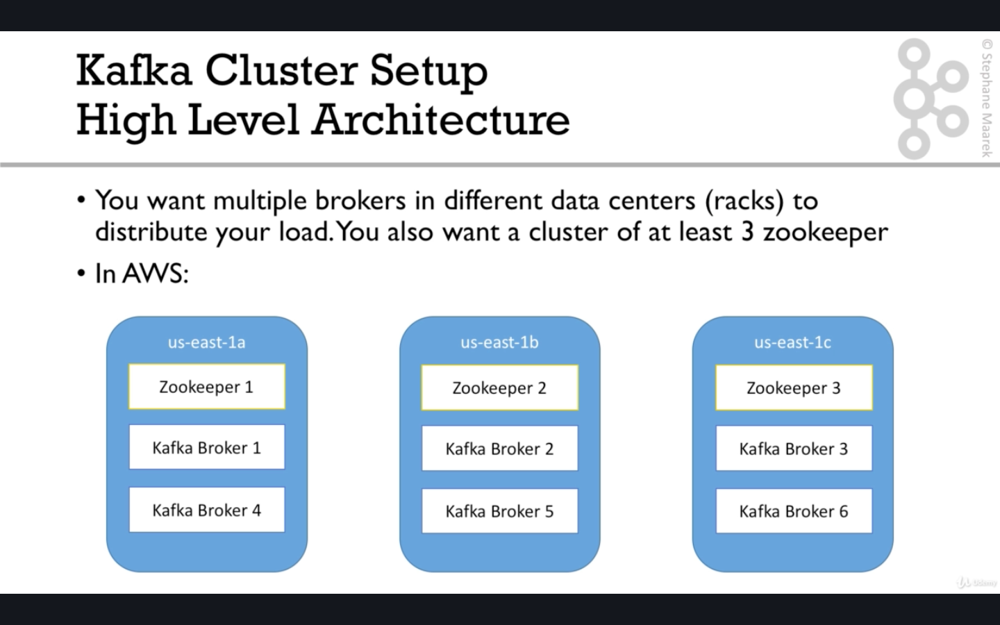 Kafka Cluster Setup
High Level Architecture
© Stephane Maarek
• You want multiple brokers in different data centers (racks) to
distribute your load. You also want a cluster of at least 3 zookeeper
• In AWS:
us-east-1a
Zookeeper 1
Kafka Broker 1
Kafka Broker 4
us-east-1b
Zookeeper 2
Kafka Broker 2
Kafka Broker 5
us-east-1c
Zookeeper 3
Kafka Broker 3
Kafka Broker 6
Udemy